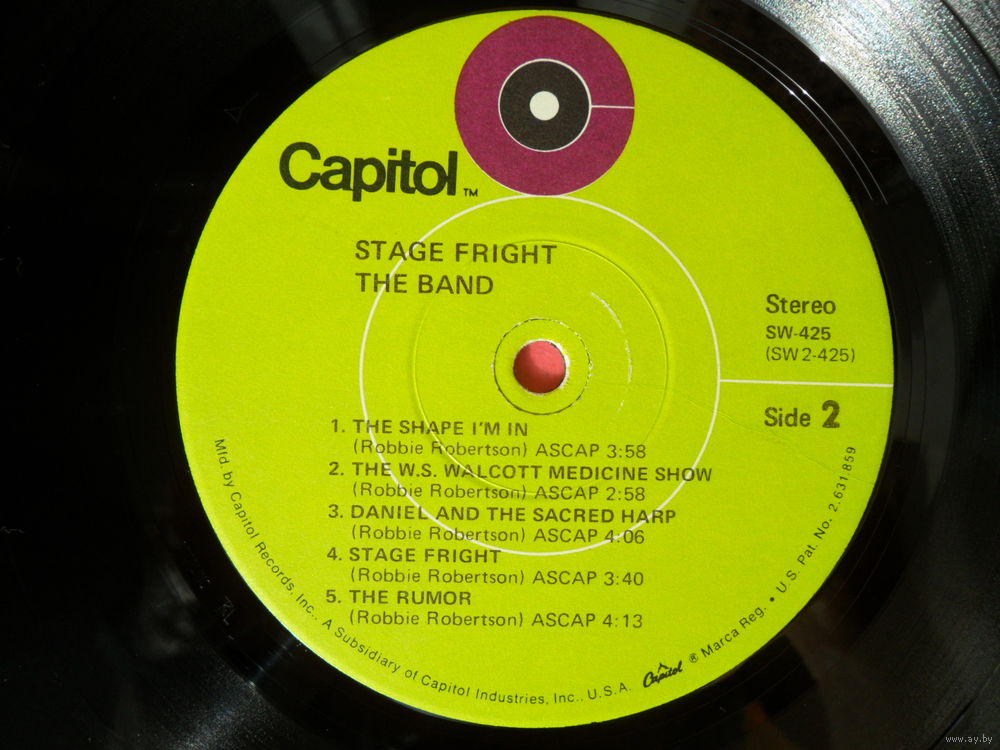 Capitol™
STAGE FRIGHT
THE BAND
Stereo
SW-425
(SW2-425)
Side 2
1. THE SHAPE I'M IN
(Robbie Robertson) ASCAP 3:58
2. THE W.S. WALCOTT MEDICINE SHOW
(Robbie Robertson) ASCAP 2:58
3. DANIEL AND THE SACRED HARP
(Robbie Robertson) ASCAP 4:06
4. STAGE FRIGHT
(Robbie Robertson) ASCAP 3:40
5. THE RUMOR
(Robbie Robertson) ASCAP 4:13
Mfd. by Capitol Records, Inc., A Subsidiary of Capitol Industries, Inc., U.S.A. Capitol ® Marca Reg. • U.S. Pat. No. 2,631,859
www.ay.by